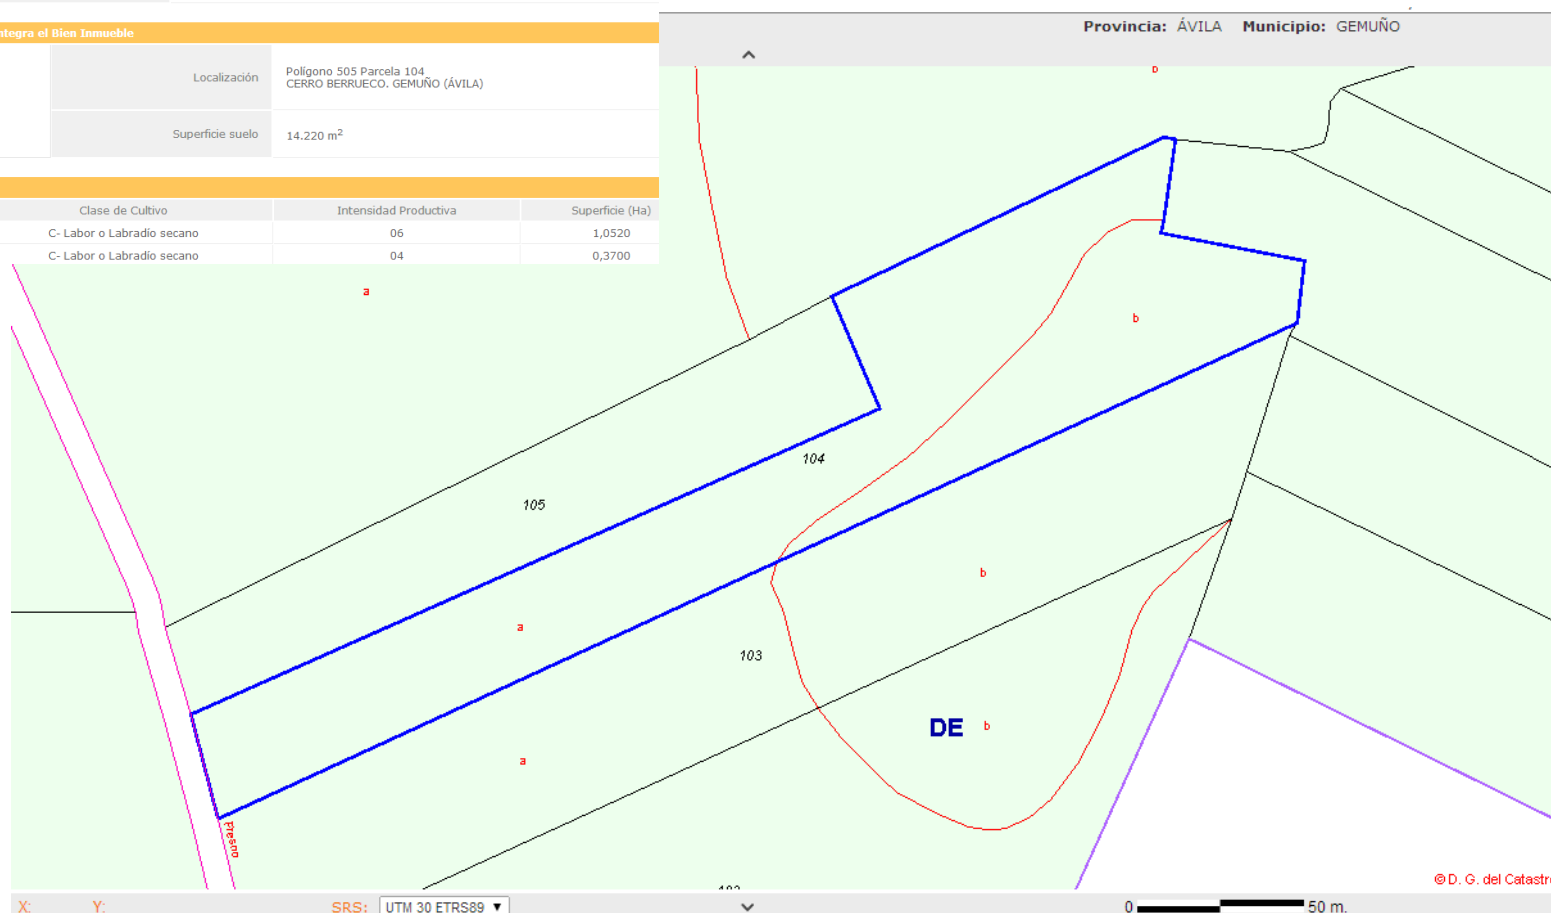 Provincia: ÁVILA Municipio: GEMUÑO
ntegra el Bien Inmueble
Localización
Polígono 505 Parcela 104
CERRO BERRUECO. GEMUÑO (ÁVILA)
Superficie suelo
14.220 m²
Clase de Cultivo Intensidad Productiva Superficie (Ha)
C- Labor o Labradío secano 06 1,0520
C- Labor o Labradío secano 04 0,3700
b
a
b
104
105
b
a
103
DE b
a
Fresno
© D. G. del Catastr
X: Y: SRS: UTM 30 ETRS89 ▼ 0 50 m.